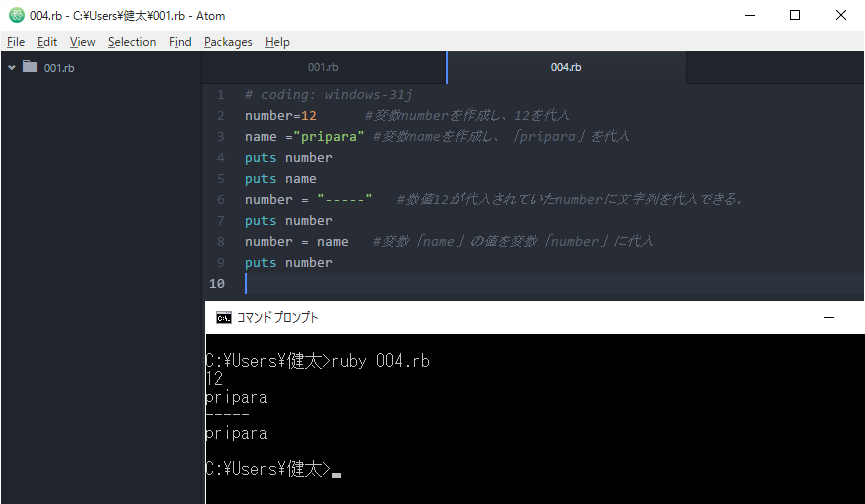 004.rb - C:¥Users¥健太¥001.rb - Atom
File Edit View Selection Find Packages Help
001.rb
001.rb 004.rb
1 # coding: windows-31j
2 number=12 #変数numberを作成し、12を代入
3 name ="pripara" #変数nameを作成し、「pripara」を代入
4 puts number
5 puts name
6 number = "-----" #数値12が代入されていたnumberに文字列を代入できる。
7 puts number
8 number = name #変数「name」の値を変数「number」に代入
9 puts number
10
コマンドプロンプト
C:¥Users¥健太>ruby 004.rb
12
pripara
-----
pripara
C:¥Users¥健太>